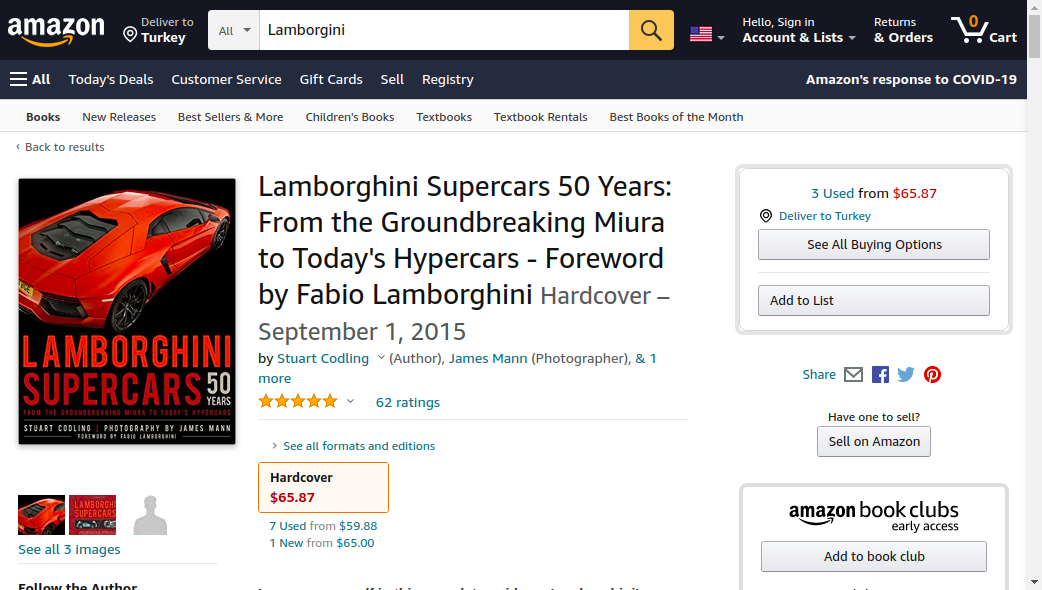 amazon
Deliver to
Turkey
All
Lamborgini
Hello, Sign in
Account & Lists
Returns
& Orders
0
Cart
All
Today's Deals
Customer Service
Gift Cards
Sell
Registry
Amazon's response to COVID-19
Books
New Releases
Best Sellers & More
Children's Books
Textbooks
Textbook Rentals
Best Books of the Month
‹ Back to results
LAMBORGHINI
SUPERCARS 50
YEARS
FROM THE GROUNDBREAKING MIURA TO TODAY'S HYPERCARS
STUART CODLING | PHOTOGRAPHY BY JAMES MANN
FOREWORD BY FABIO LAMBORGHINI
See all 3 images
Follow the Author
Lamborghini Supercars 50 Years:
From the Groundbreaking Miura
to Today's Hypercars - Foreword
by Fabio Lamborghini Hardcover –
September 1, 2015
by Stuart Codling (Author), James Mann (Photographer), & 1
more
62 ratings
› See all formats and editions
Hardcover
$65.87
7 Used from $59.88
1 New from $65.00
3 Used from $65.87
Deliver to Turkey
See All Buying Options
Add to List
Share
Have one to sell?
Sell on Amazon
amazon book clubs
early access
Add to book club